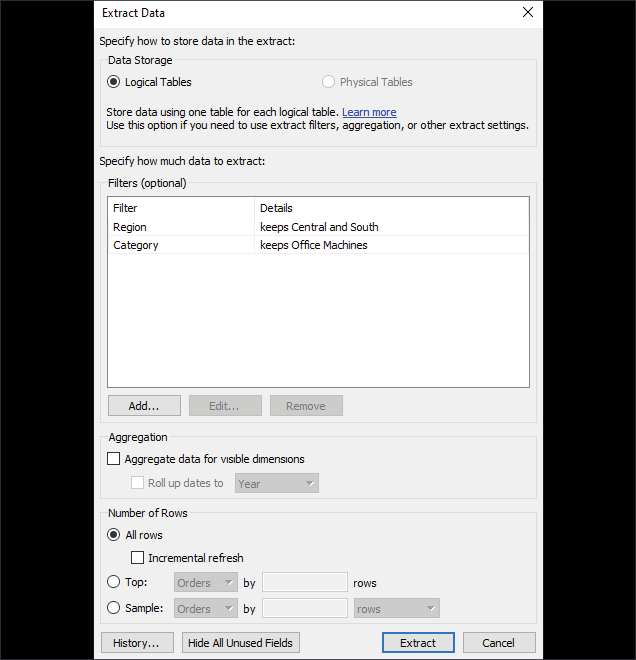 Extract Data
Specify how to store data in the extract:
Data Storage
Logical Tables Physical Tables
Store data using one table for each logical table. Learn more
Use this option if you need to use extract filters, aggregation, or other extract settings.
Specify how much data to extract:
Filters (optional)
Filter Details
Region keeps Central and South
Category keeps Office Machines
Add... Edit... Remove
Aggregation
Aggregate data for visible dimensions
Roll up dates to Year
Number of Rows
All rows
Incremental refresh
Top: Orders by rows
Sample: Orders by rows
History... Hide All Unused Fields Extract Cancel